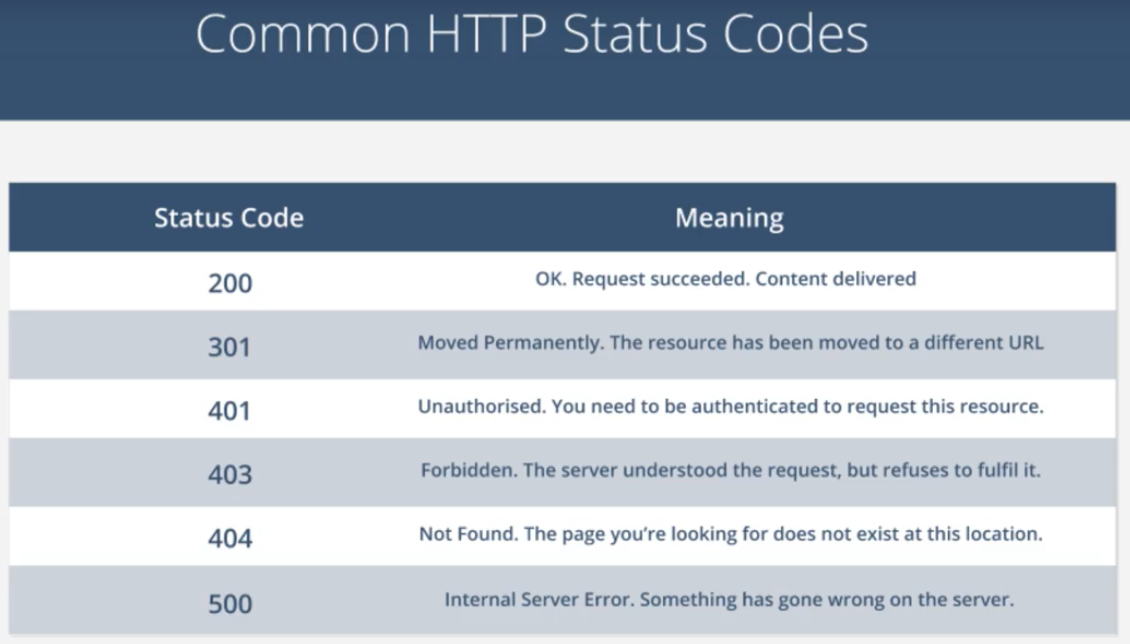 Common HTTP Status Codes
Status Code Meaning
200 OK. Request succeeded. Content delivered
301 Moved Permanently. The resource has been moved to a different URL
401 Unauthorised. You need to be authenticated to request this resource.
403 Forbidden. The server understood the request, but refuses to fulfil it.
404 Not Found. The page you’re looking for does not exist at this location.
500 Internal Server Error. Something has gone wrong on the server.